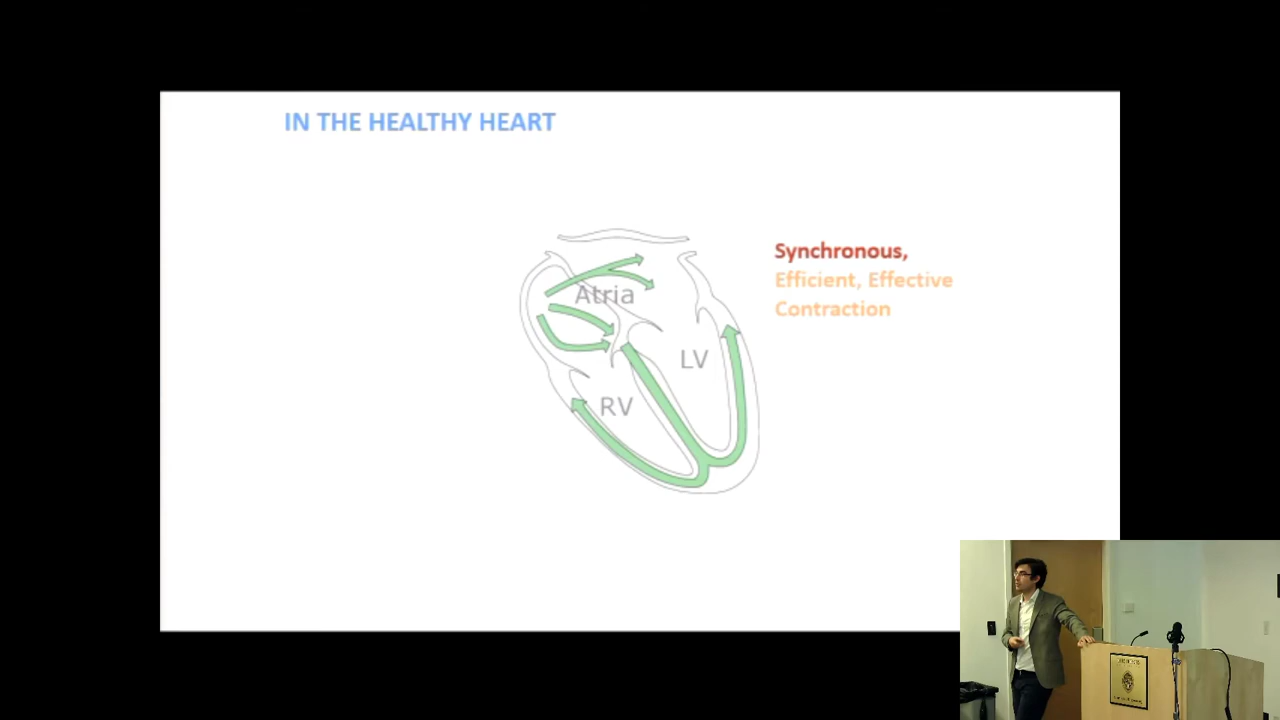 IN THE HEALTHY HEART
Synchronous,
Efficient, Effective
Contraction
Atria
LV
RV